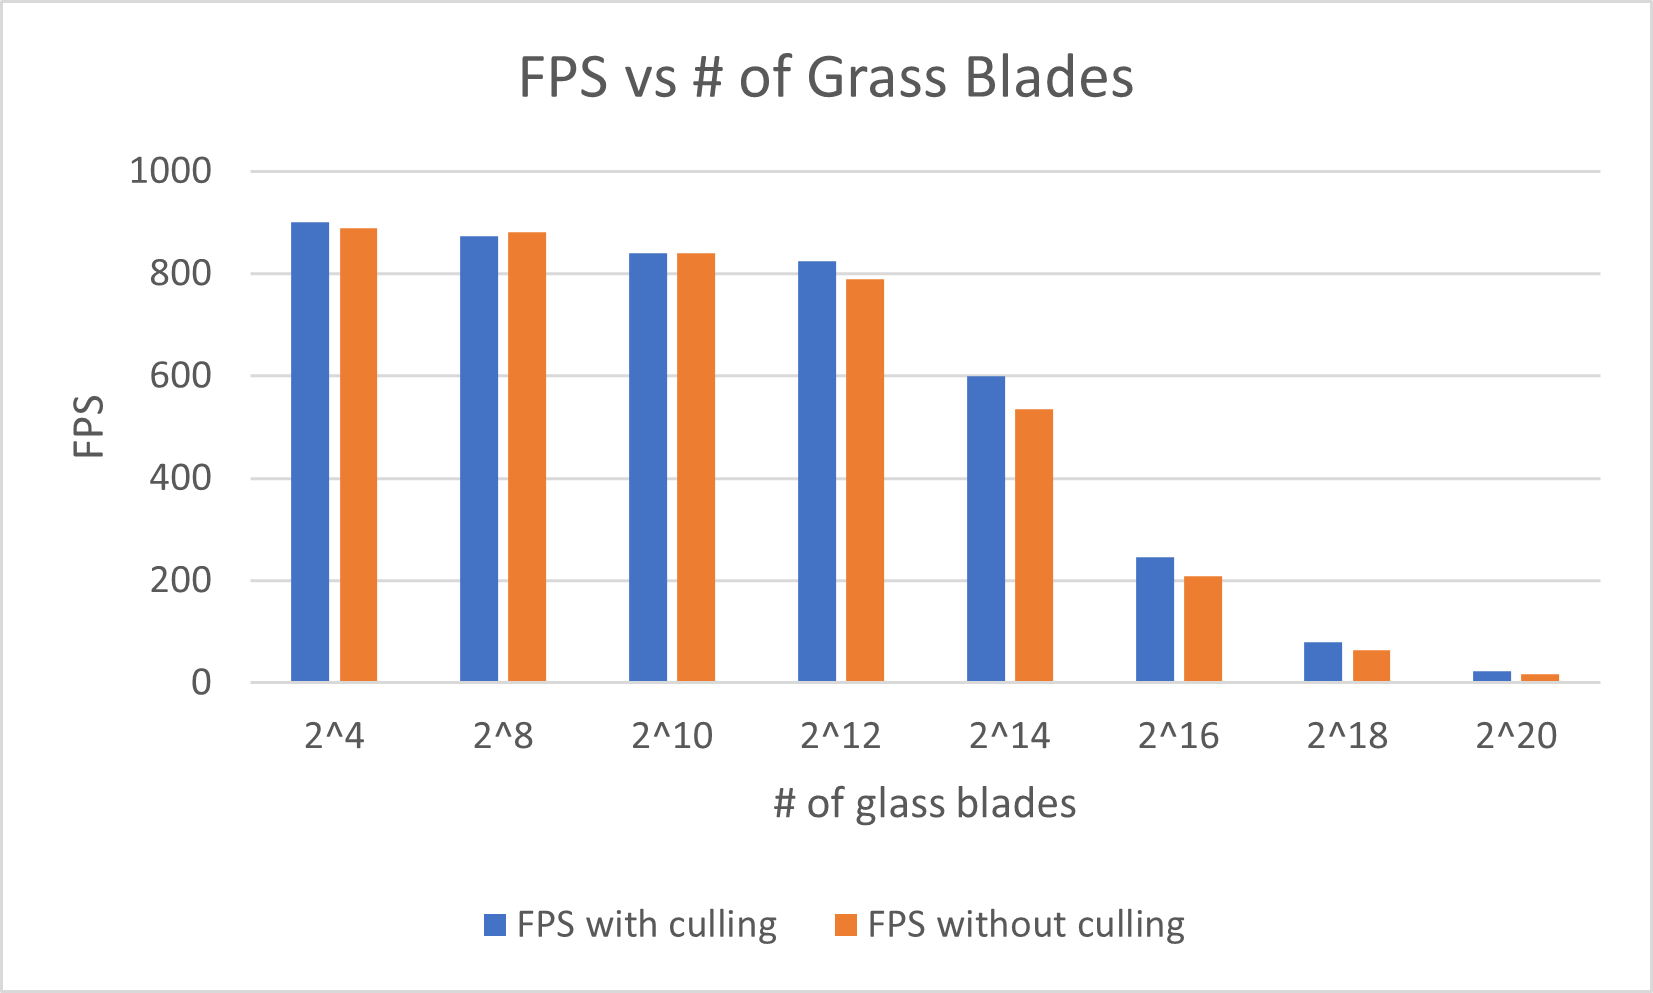 FPS vs # of Grass Blades
1000
800
600
400
200
0
FPS
2^4 2^8 2^10 2^12 2^14 2^16 2^18 2^20
# of glass blades
FPS with culling FPS without culling